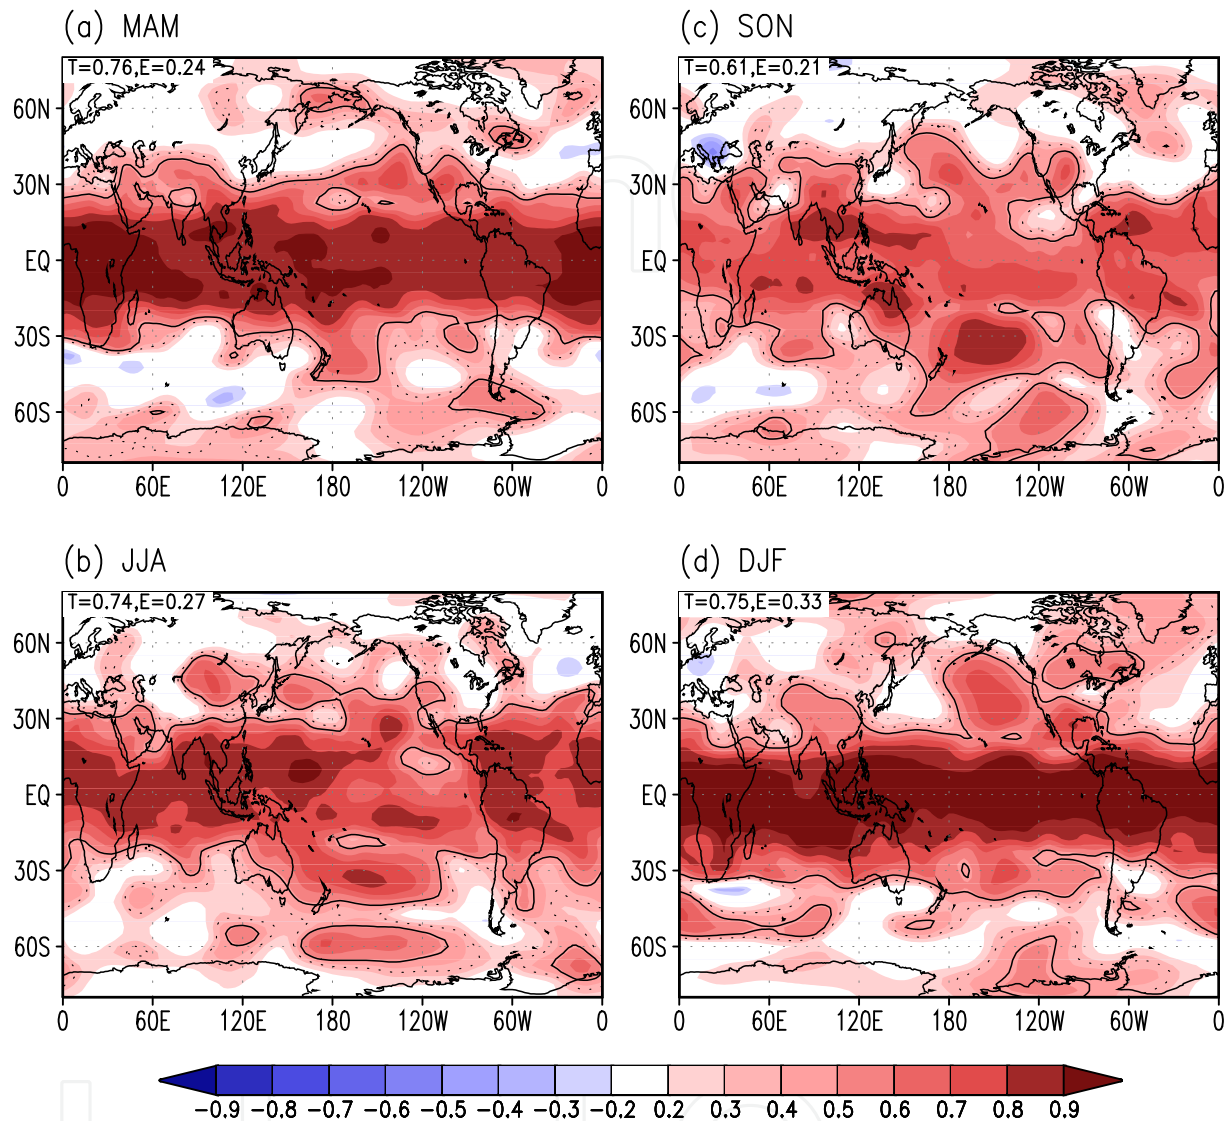 (a) MAM
T=0.76,E=0.24
60N
30N
EQ
30S
60S
0 60E 120E 180 120W 60W 0
(c) SON
T=0.61,E=0.21
60N
30N
EQ
30S
60S
0 60E 120E 180 120W 60W 0
(b) JJA
T=0.74,E=0.27
60N
30N
EQ
30S
60S
0 60E 120E 180 120W 60W 0
(d) DJF
T=0.75,E=0.33
60N
30N
EQ
30S
60S
0 60E 120E 180 120W 60W 0
−0.9 −0.8 −0.7 −0.6 −0.5 −0.4 −0.3 −0.2 0.2 0.3 0.4 0.5 0.6 0.7 0.8 0.9